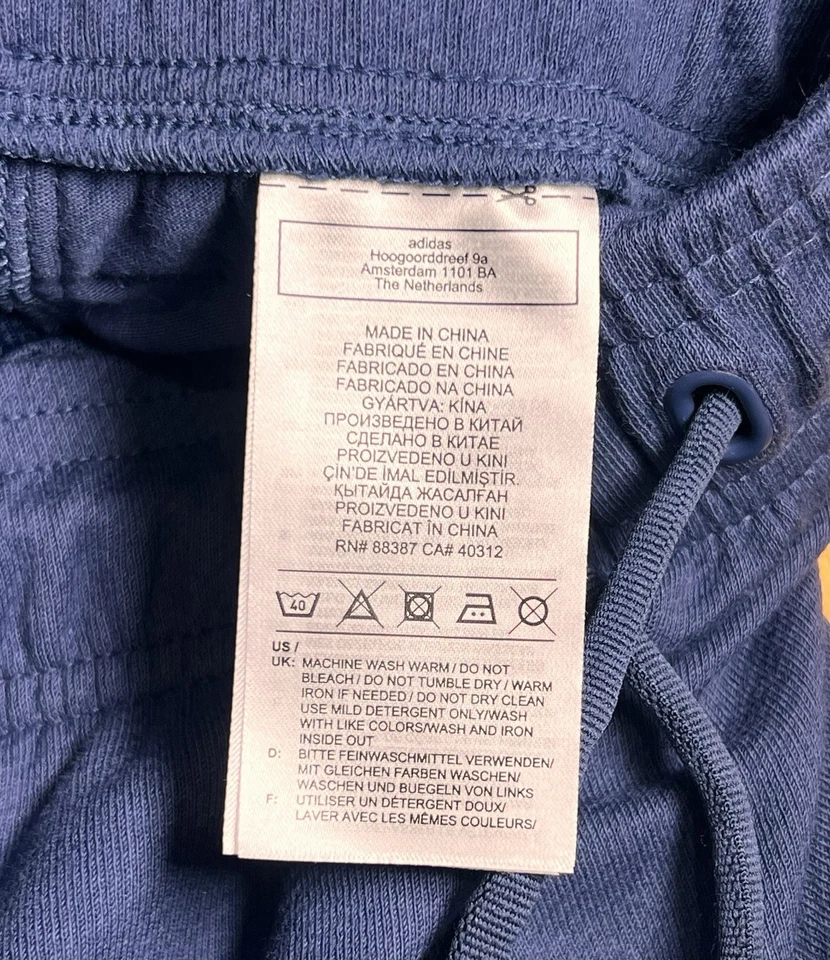 adidas
Hoogoorddreef 9a
Amsterdam 1101 BA
The Netherlands
MADE IN CHINA
FABRIQUÉ EN CHINE
FABRICADO EN CHINA
FABRICADO NA CHINA
GYÁRTVA: KÍNA
ПРОИЗВЕДЕНО В КИТАЙ
СДЕЛАНО В КИТАЕ
PROIZVEDENO U KINI
ÇİN'DE İMAL EDİLMİŞTİR.
ҚЫТАЙДА ЖАСАЛҒАН
PROIZVEDENO U KINI
FABRICAT ÎN CHINA
RN# 88387 CA# 40312
40
US /
UK: MACHINE WASH WARM / DO NOT
BLEACH / DO NOT TUMBLE DRY / WARM
IRON IF NEEDED / DO NOT DRY CLEAN
USE MILD DETERGENT ONLY/WASH
WITH LIKE COLORS/WASH AND IRON
INSIDE OUT
D: BITTE FEINWASCHMITTEL VERWENDEN/
MIT GLEICHEN FARBEN WASCHEN/
WASCHEN UND BUEGELN VON LINKS
F: UTILISER UN DÉTERGENT DOUX/
LAVER AVEC LES MÊMES COULEURS/